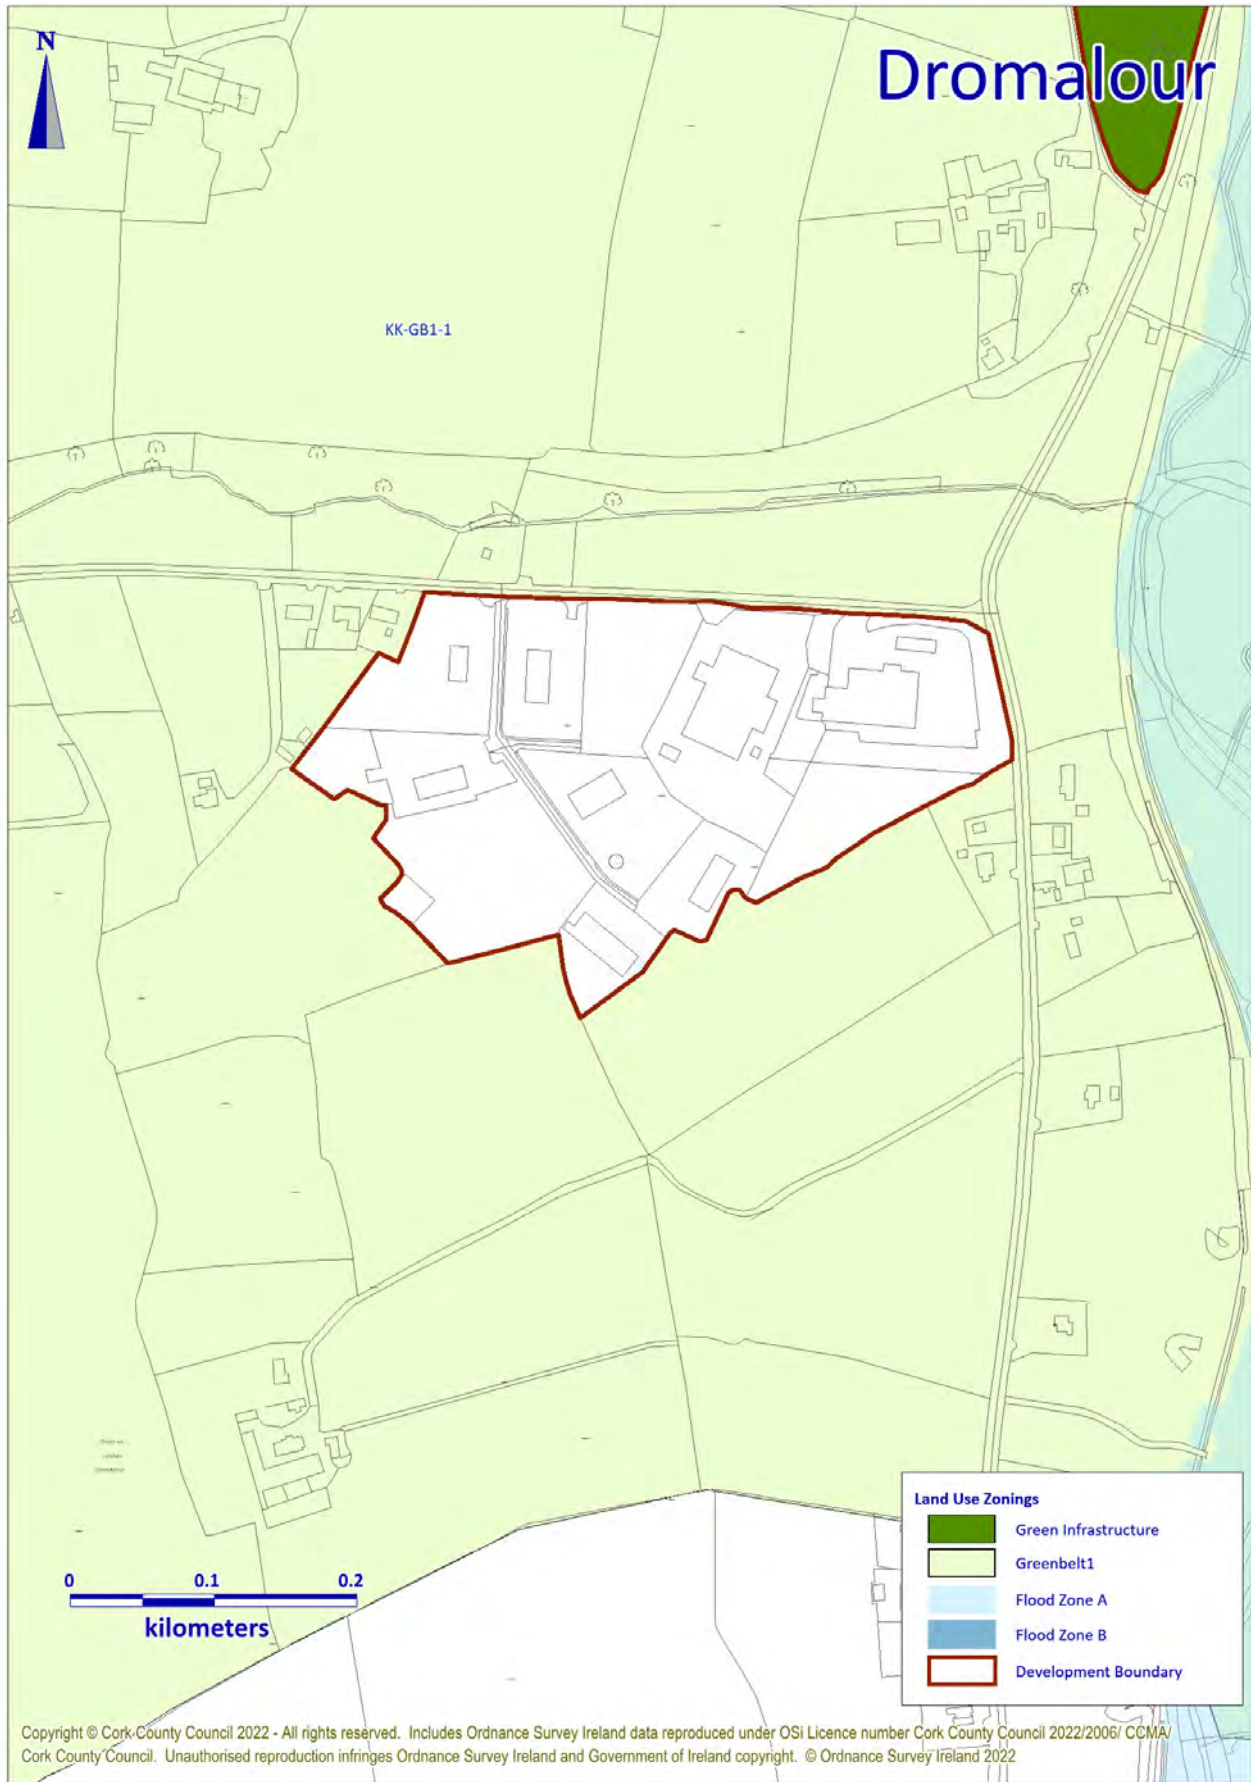 N
Dromalour
KK-GB1-1
Land Use Zonings
Green Infrastructure
Greenbelt1
Flood Zone A
Flood Zone B
Development Boundary
0 0.1 0.2
kilometers
Copyright © Cork County Council 2022 - All rights reserved. Includes Ordnance Survey Ireland data reproduced under OSi Licence number Cork County Council 2022/2006/ CCMA/
Cork County Council. Unauthorised reproduction infringes Ordnance Survey Ireland and Government of Ireland copyright. © Ordnance Survey Ireland 2022